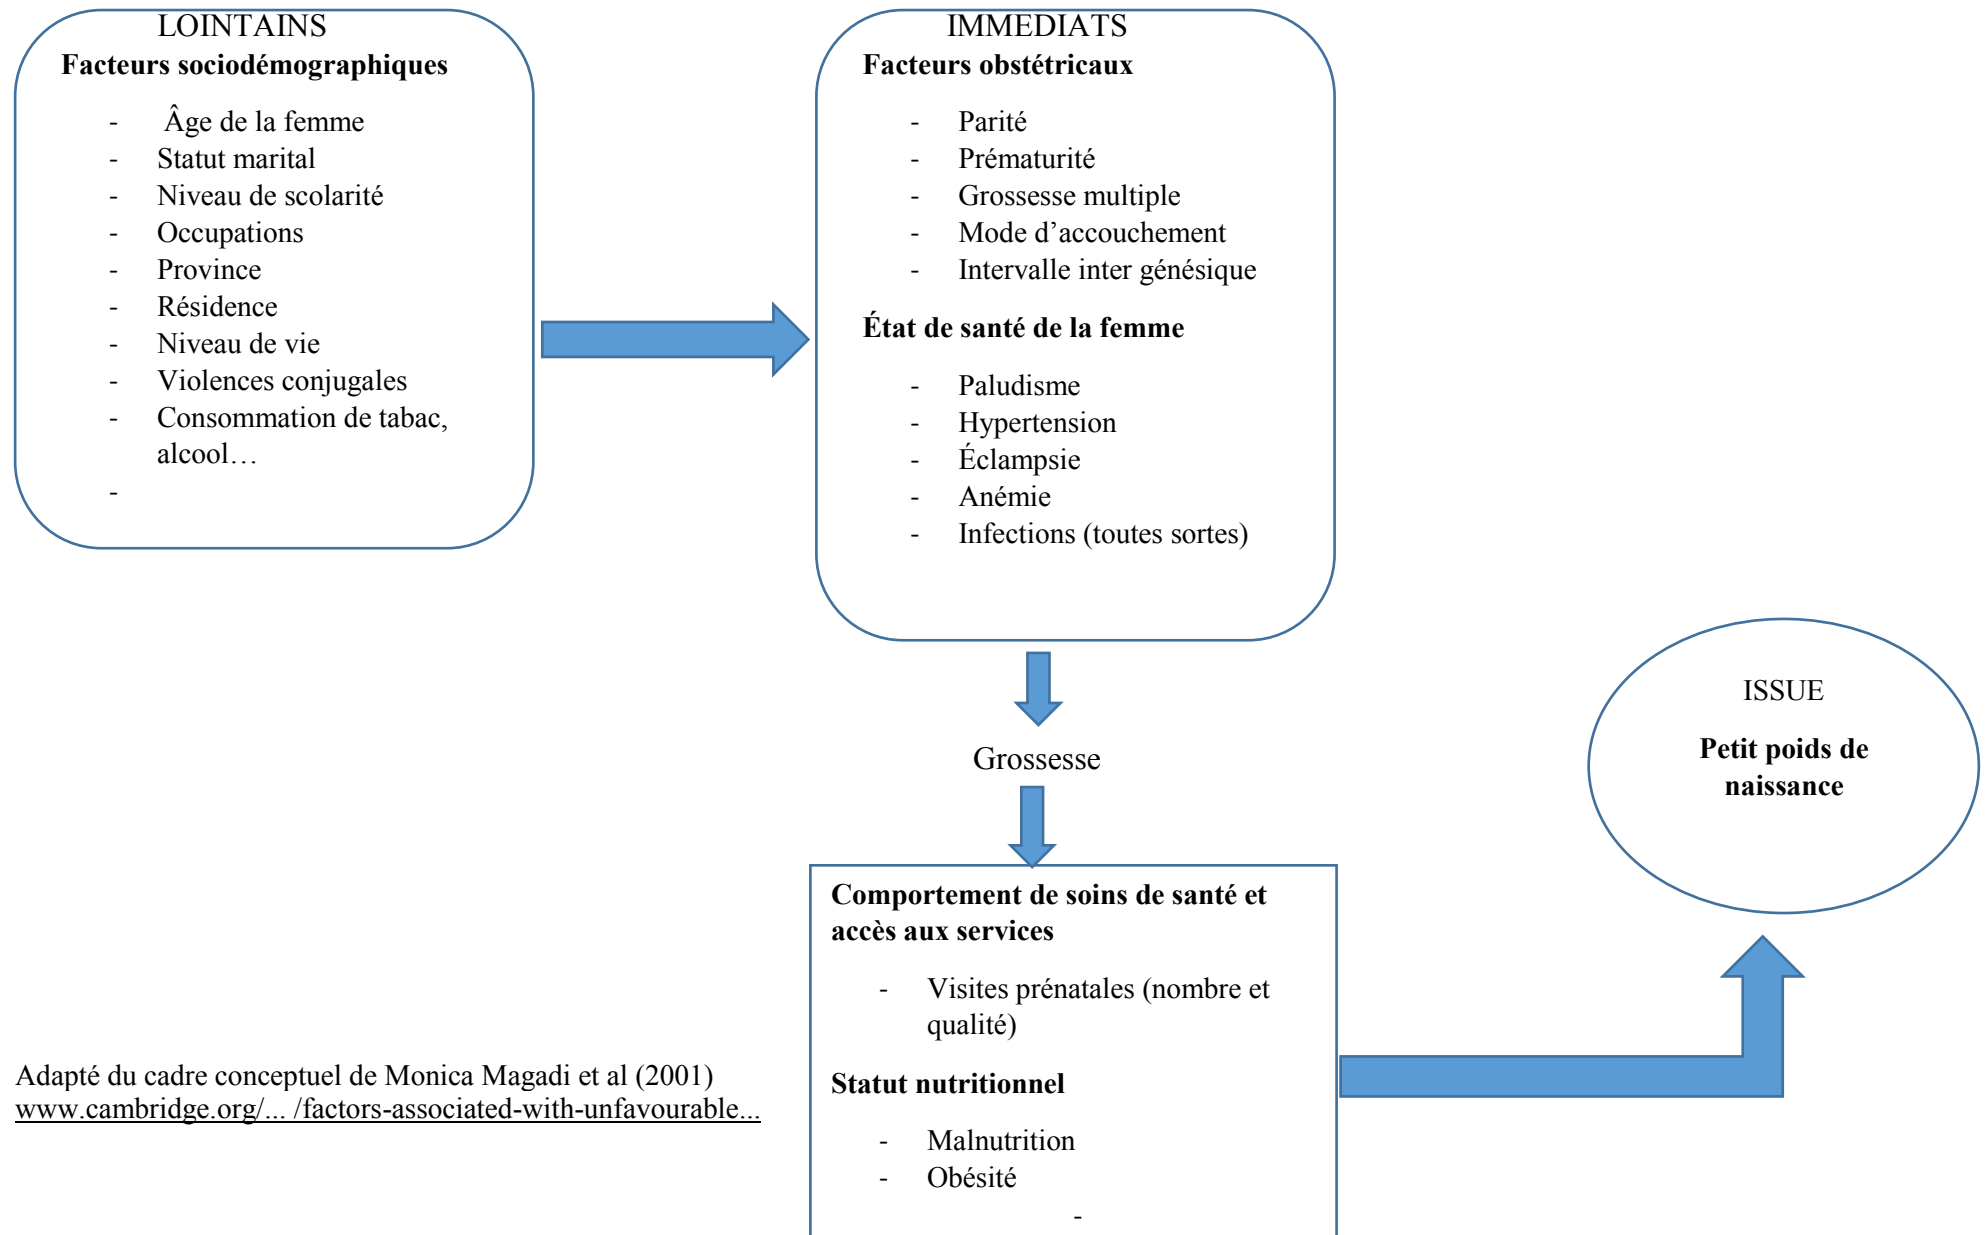 LOINTAINS
Facteurs sociodémographiques
- Âge de la femme
- Statut marital
- Niveau de scolarité
- Occupations
- Province
- Résidence
- Niveau de vie
- Violences conjugales
- Consommation de tabac,
alcool…
-
IMMEDIATS
Facteurs obstétricaux
- Parité
- Prématurité
- Grossesse multiple
- Mode d’accouchement
- Intervalle inter génésique
État de santé de la femme
- Paludisme
- Hypertension
- Éclampsie
- Anémie
- Infections (toutes sortes)
Grossesse
Comportement de soins de santé et
accès aux services
- Visites prénatales (nombre et
qualité)
Statut nutritionnel
- Malnutrition
- Obésité
-
ISSUE
Petit poids de
naissance
Adapté du cadre conceptuel de Monica Magadi et al (2001)
www.cambridge.org/... /factors-associated-with-unfavourable...